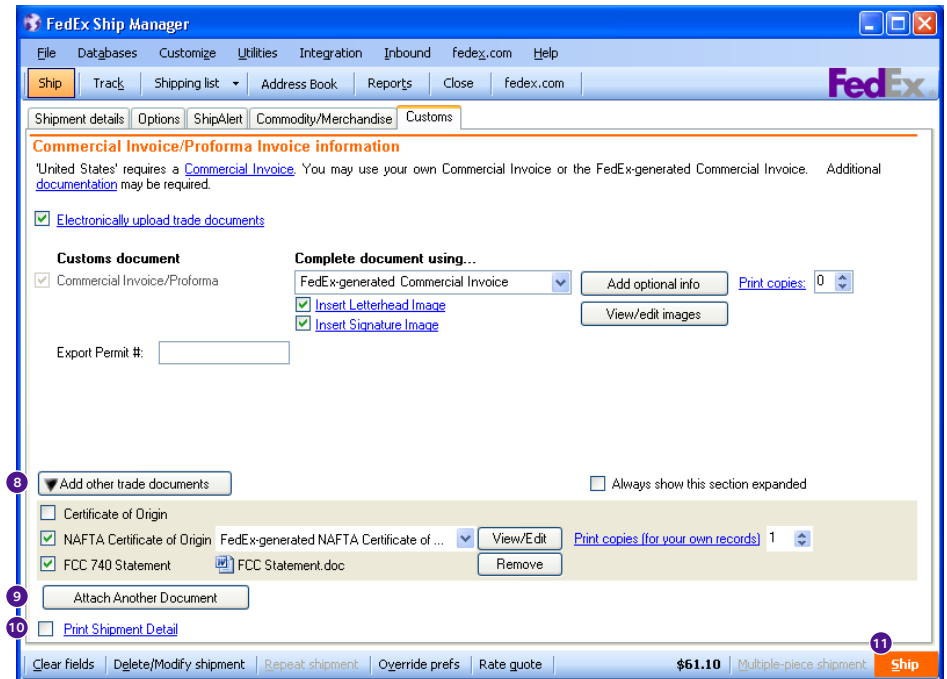 FedEx Ship Manager
File Databases Customize Utilities Integration Inbound fedex.com Help
Ship Track Shipping list Address Book Reports Close fedex.com FedEx
Shipment details Options ShipAlert Commodity/Merchandise Customs
Commercial Invoice/Proforma Invoice information
'United States' requires a Commercial Invoice. You may use your own Commercial Invoice or the FedEx-generated Commercial Invoice. Additional
documentation may be required.
Electronically upload trade documents
Customs document Complete document using...
Commercial Invoice/Proforma FedEx-generated Commercial Invoice Add optional info Print copies: 0
Insert Letterhead Image
Insert Signature Image View/edit images
Export Permit #:
8 Add other trade documents Always show this section expanded
Certificate of Origin
NAFTA Certificate of Origin FedEx-generated NAFTA Certificate of ... View/Edit Print copies (for your own records) 1
FCC 740 Statement FCC Statement.doc Remove
9 Attach Another Document
10 Print Shipment Detail
11
Clear fields Delete/Modify shipment Repeat shipment Override prefs Rate quote $61.10 Multiple-piece shipment Ship